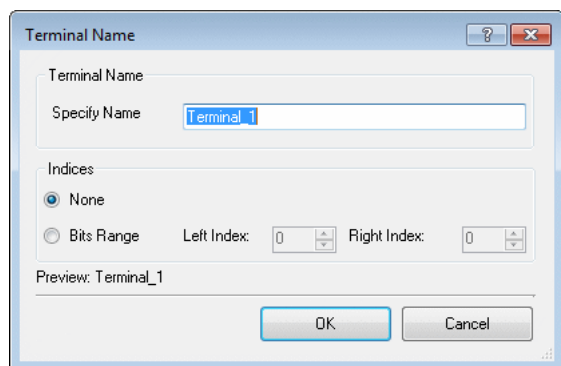 Terminal Name
Terminal Name
Specify Name Terminal_1
Indices
None
Bits Range Left Index: 0 Right Index: 0
Preview: Terminal_1
OK Cancel